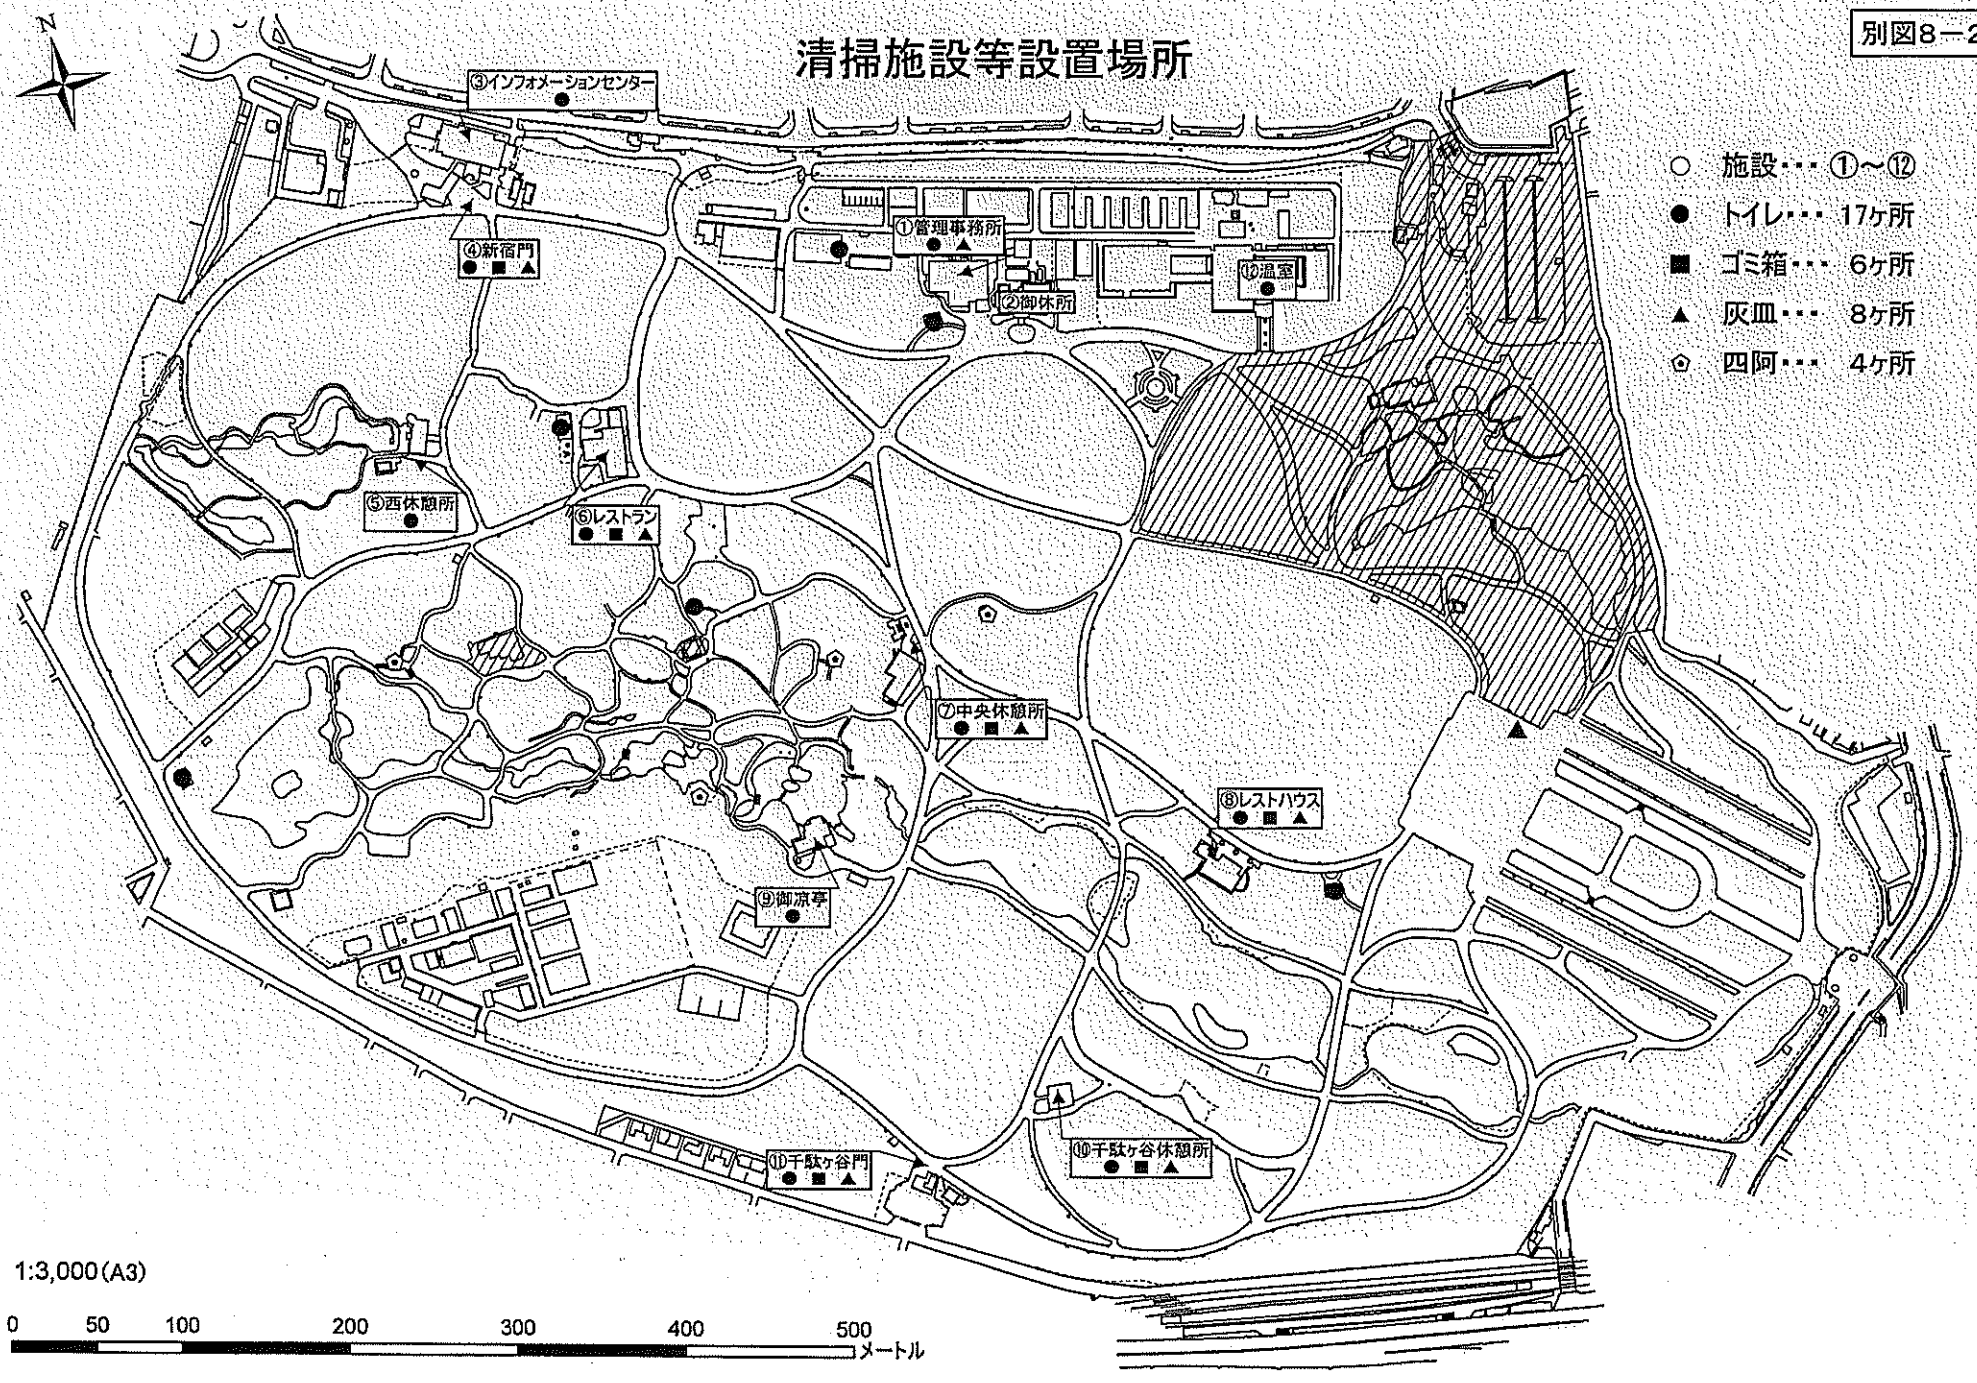 別図8-2
清掃施設等設置場所
N
③インフォメーションセンター
●
○ 施設・・・ ①～⑫
● トイレ・・・ 17ヶ所
■ ゴミ箱・・・ 6ヶ所
▲ 灰皿・・・ 8ヶ所
四阿・・・ 4ヶ所
①管理事務所
● ▲
④新宿門
● ■ ▲
⑫温室
●
②御休所
⑤西休憩所
●
⑥レストラン
● ■ ▲
⑦中央休憩所
● ■ ▲
⑧レストハウス
● ■ ▲
⑨御凉亭
●
⑩千駄ヶ谷休憩所
● ■ ▲
⑪千駄ヶ谷門
● ■ ▲
1:3,000(A3)
0 50 100 200 300 400 500
メートル